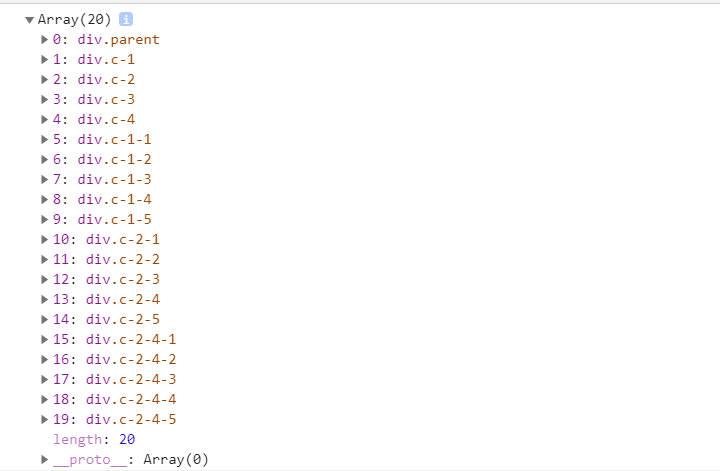 Array(20) i
0: div.parent
1: div.c-1
2: div.c-2
3: div.c-3
4: div.c-4
5: div.c-1-1
6: div.c-1-2
7: div.c-1-3
8: div.c-1-4
9: div.c-1-5
10: div.c-2-1
11: div.c-2-2
12: div.c-2-3
13: div.c-2-4
14: div.c-2-5
15: div.c-2-4-1
16: div.c-2-4-2
17: div.c-2-4-3
18: div.c-2-4-4
19: div.c-2-4-5
length: 20
__proto__: Array(0)